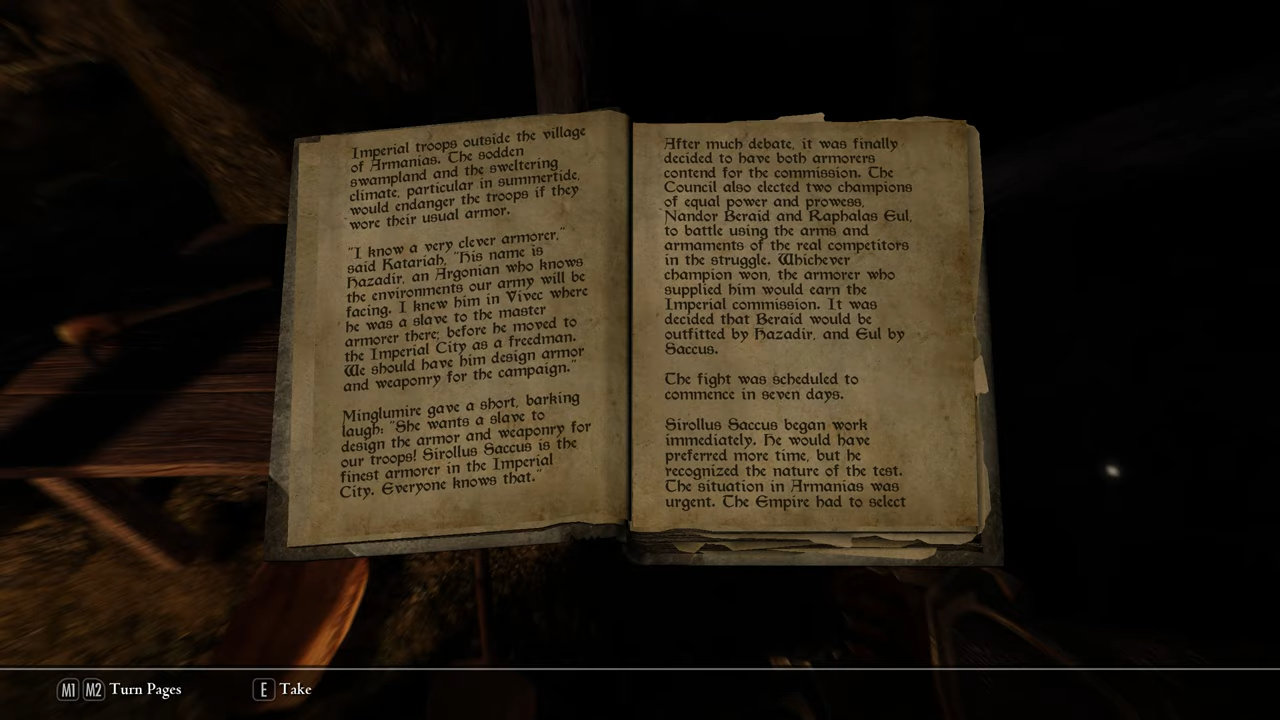 Imperial troops outside the village
of Armanias. The sodden
swampland and the sweltering
climate, particular in summertide,
would endanger the troops if they
wore their usual armor.
"I know a very clever armorer,"
said Katariah, "His name is
Hazadir, an Argonian who knows
the environments our army will be
facing. I knew him in Vivec where
he was a slave to the master
armorer there, before he moved to
the Imperial City as a freedman.
We should have him design armor
and weaponry for the campaign."
Minglumire gave a short, barking
laugh: "She wants a slave to
design the armor and weaponry for
our troops! Sirollus Saccus is the
finest armorer in the Imperial
City. Everyone knows that."
After much debate, it was finally
decided to have both armorers
contend for the commission. The
Council also elected two champions
of equal power and prowess,
Nandor Beraid and Raphalas Eul,
to battle using the arms and
armaments of the real competitors
in the struggle. Whichever
champion won, the armorer who
supplied him would earn the
Imperial commission. It was
decided that Beraid would be
outfitted by Hazadir, and Eul by
Saccus.
The fight was scheduled to
commence in seven days.
Sirollus Saccus began work
immediately. He would have
preferred more time, but he
recognized the nature of the test.
The situation in Armanias was
urgent. The Empire had to select
M1 M2 Turn Pages
E Take